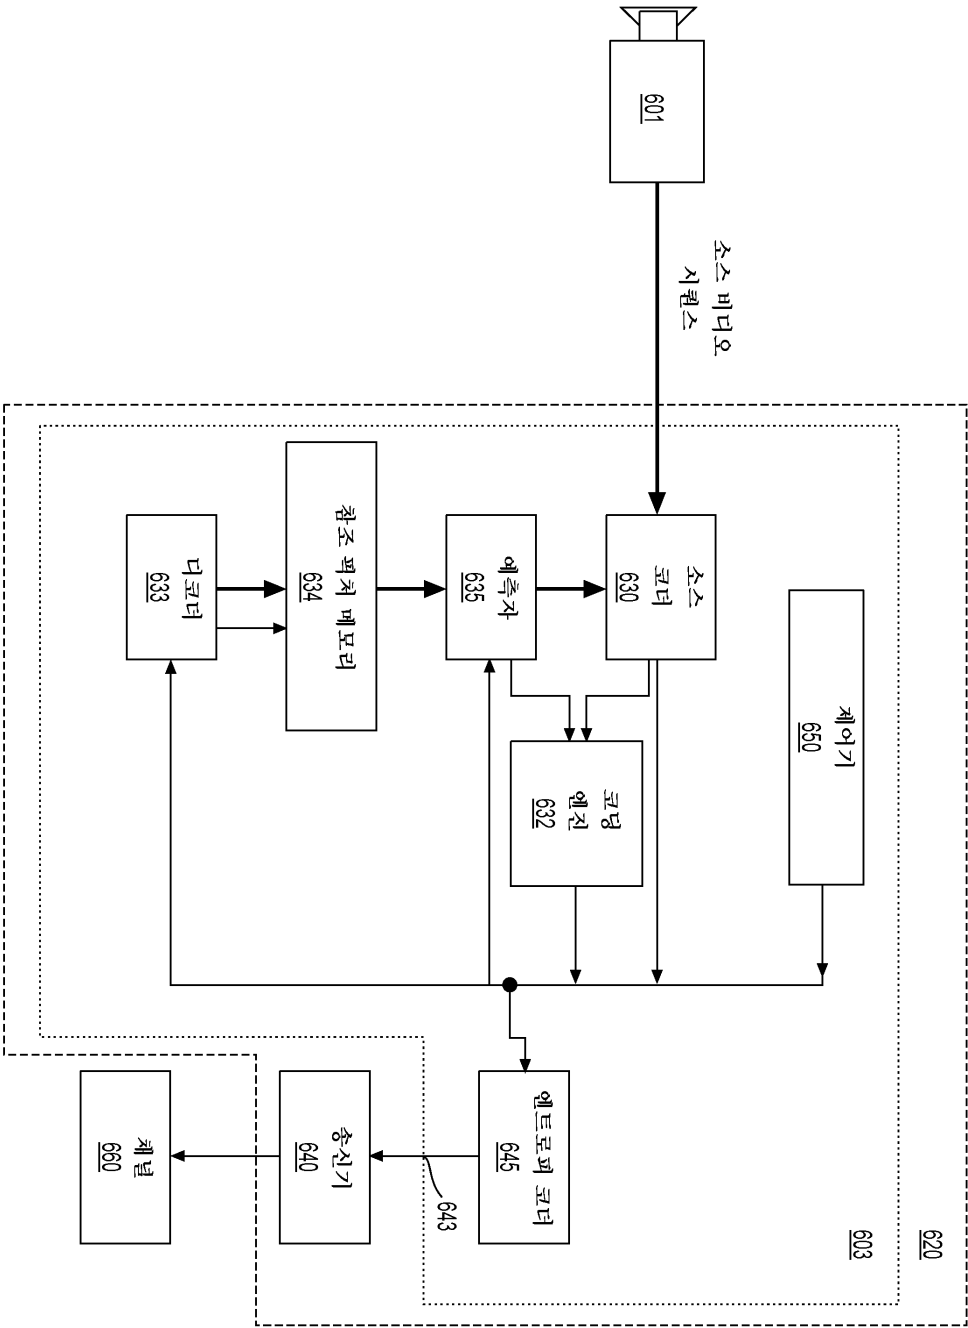 601
소스 비디오
시퀀스
620
603
제어기
650
소스
코더
630
코딩
엔진
632
예측자
635
참조 픽처 메모리
634
디코더
633
엔트로피 코더
645
643
송신기
640
채널
660